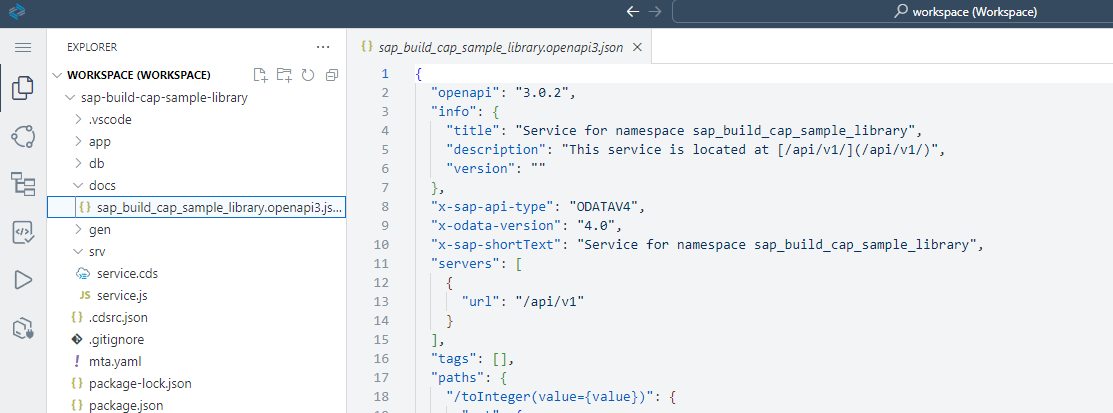 workspace (Workspace)
EXPLORER
WORKSPACE (WORKSPACE)
sap-build-cap-sample-library
.vscode
app
db
docs
{} sap_build_cap_sample_library.openapi3.js...
gen
srv
service.cds
JS service.js
{} .cdsrc.json
.gitignore
! mta.yaml
{} package-lock.json
{} package.json
{} sap_build_cap_sample_library.openapi3.json
1 {
2 "openapi": "3.0.2",
3 "info": {
4 "title": "Service for namespace sap_build_cap_sample_library",
5 "description": "This service is located at [/api/v1/](/api/v1/)",
6 "version": ""
7 },
8 "x-sap-api-type": "ODATAV4",
9 "x-odata-version": "4.0",
10 "x-sap-shortText": "Service for namespace sap_build_cap_sample_library",
11 "servers": [
12 {
13 "url": "/api/v1"
14 }
15 ],
16 "tags": [],
17 "paths": {
18 "/toInteger(value={value})": {